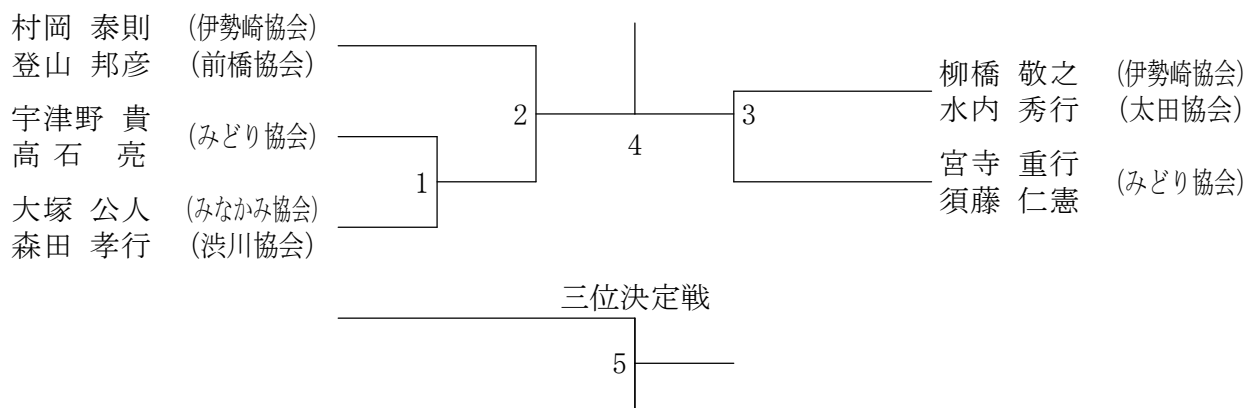 村岡 泰則 (伊勢崎協会)
登山 邦彦 (前橋協会)
宇津野 貴
高石 亮
(みどり協会)
大塚 公人 (みなかみ協会)
森田 孝行 (渋川協会)
1
2
4
3
柳橋 敬之 (伊勢崎協会)
水内 秀行 (太田協会)
宮寺 重行
須藤 仁憲
(みどり協会)
三位決定戦
5